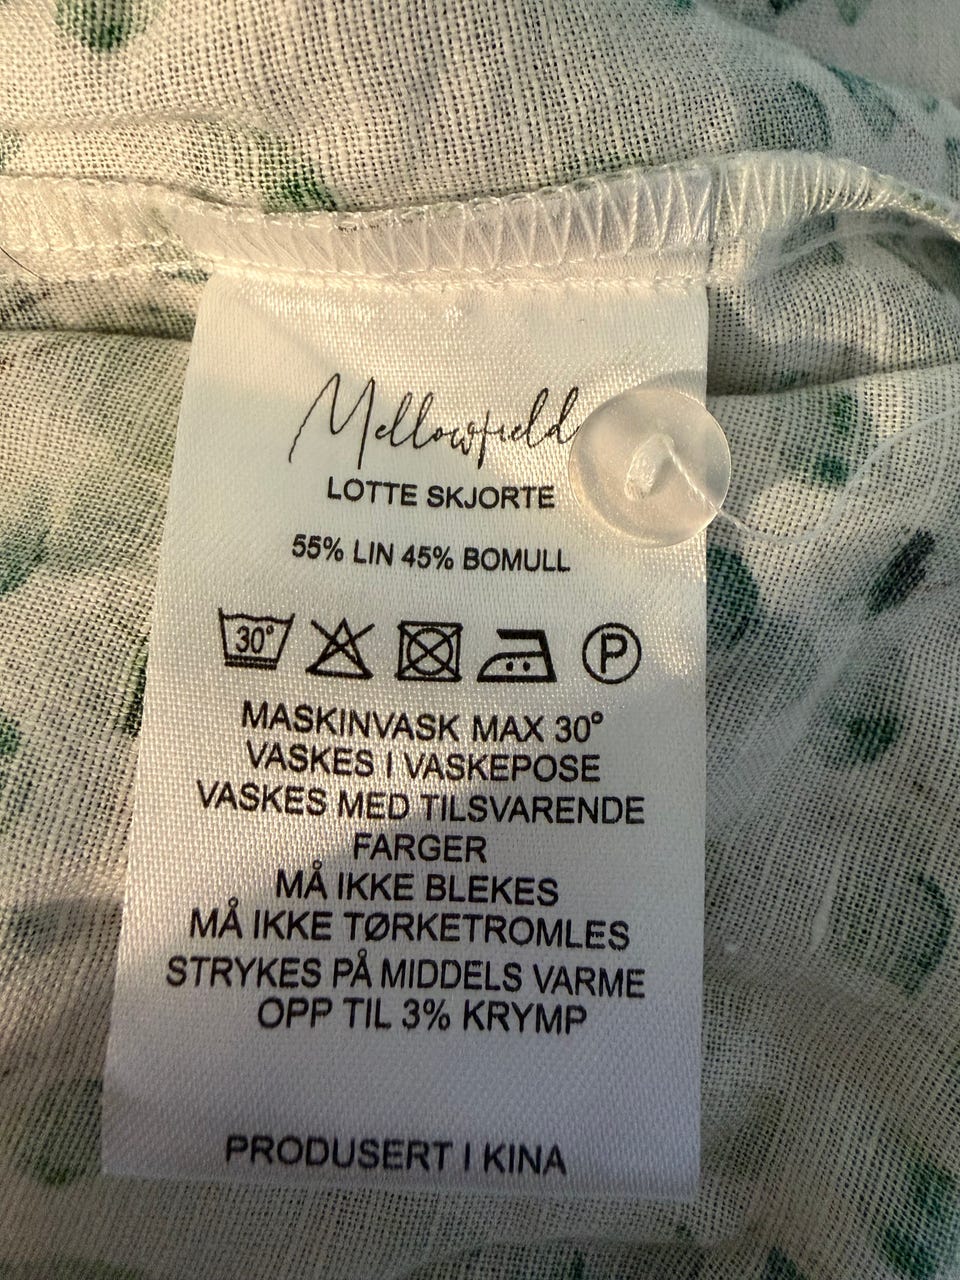 Mellowfield
LOTTE SKJORTE
55% LIN 45% BOMULL
30° P
MASKINVASK MAX 30°
VASKES I VASKEPOSE
VASKES MED TILSVARENDE
FARGER
MÅ IKKE BLEKES
MÅ IKKE TØRKETROMLES
STRYKES PÅ MIDDELS VARME
OPP TIL 3% KRYMP
PRODUSERT I KINA